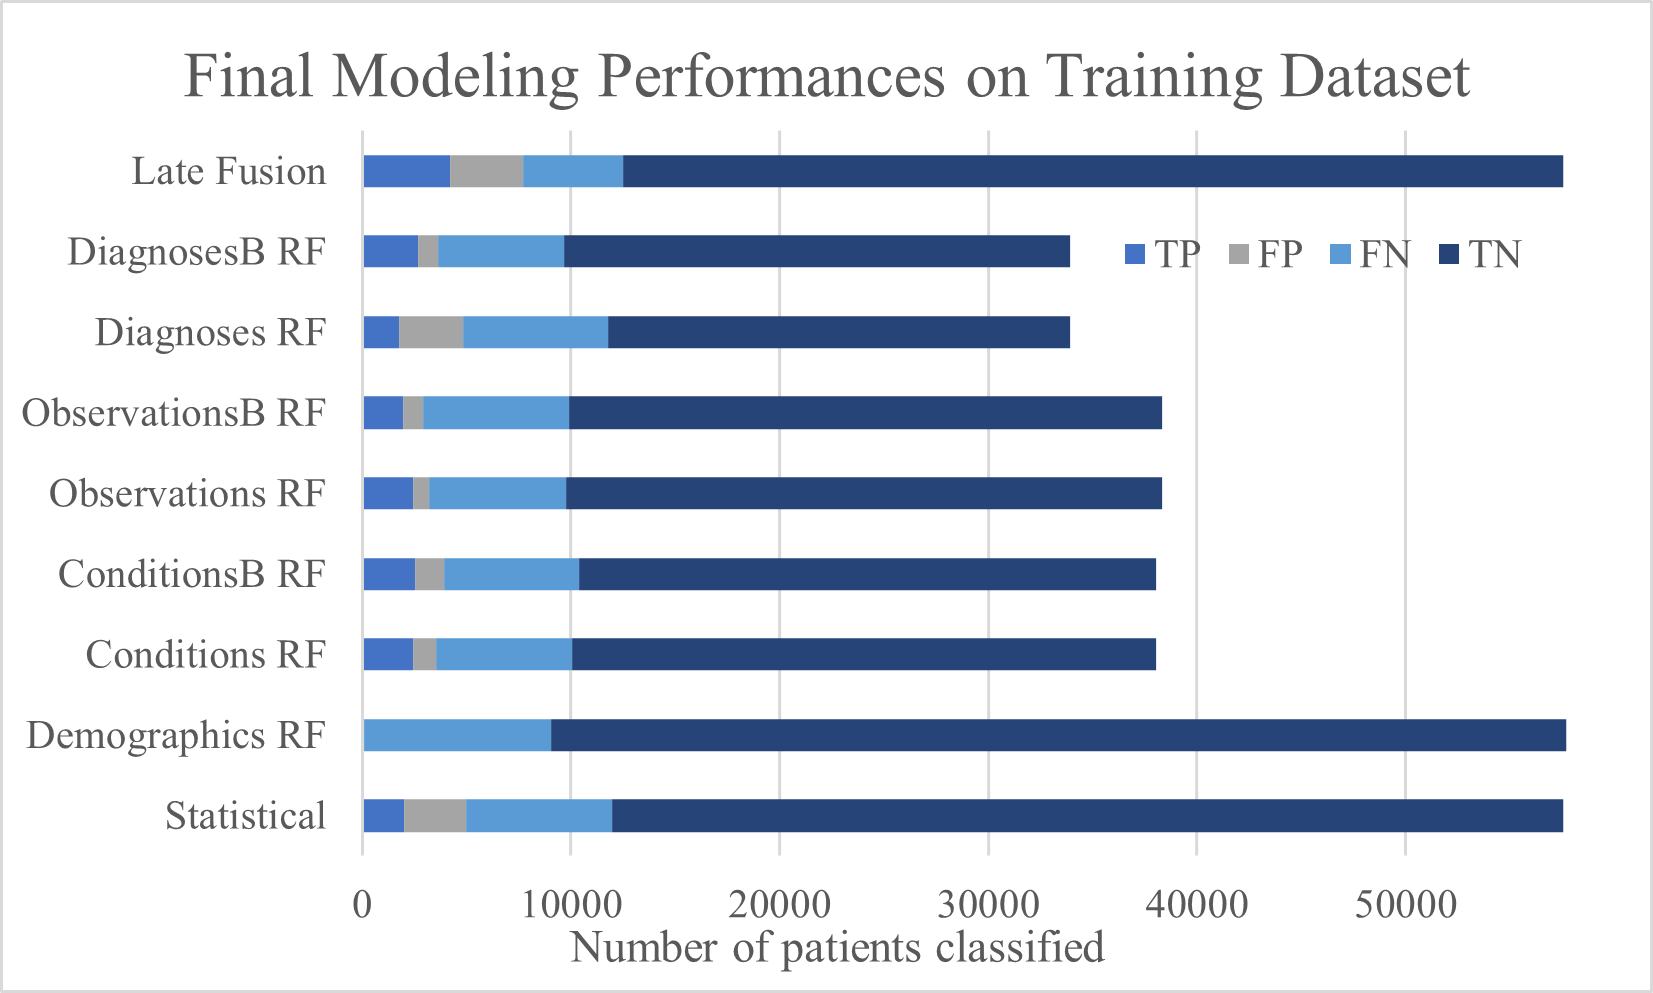 Final Modeling Performances on Training Dataset
Late Fusion
DiagnosesB RF
TP FP FN TN
Diagnoses RF
ObservationsB RF
Observations RF
ConditionsB RF
Conditions RF
Demographics RF
Statistical
0 10000 20000 30000 40000 50000
Number of patients classified